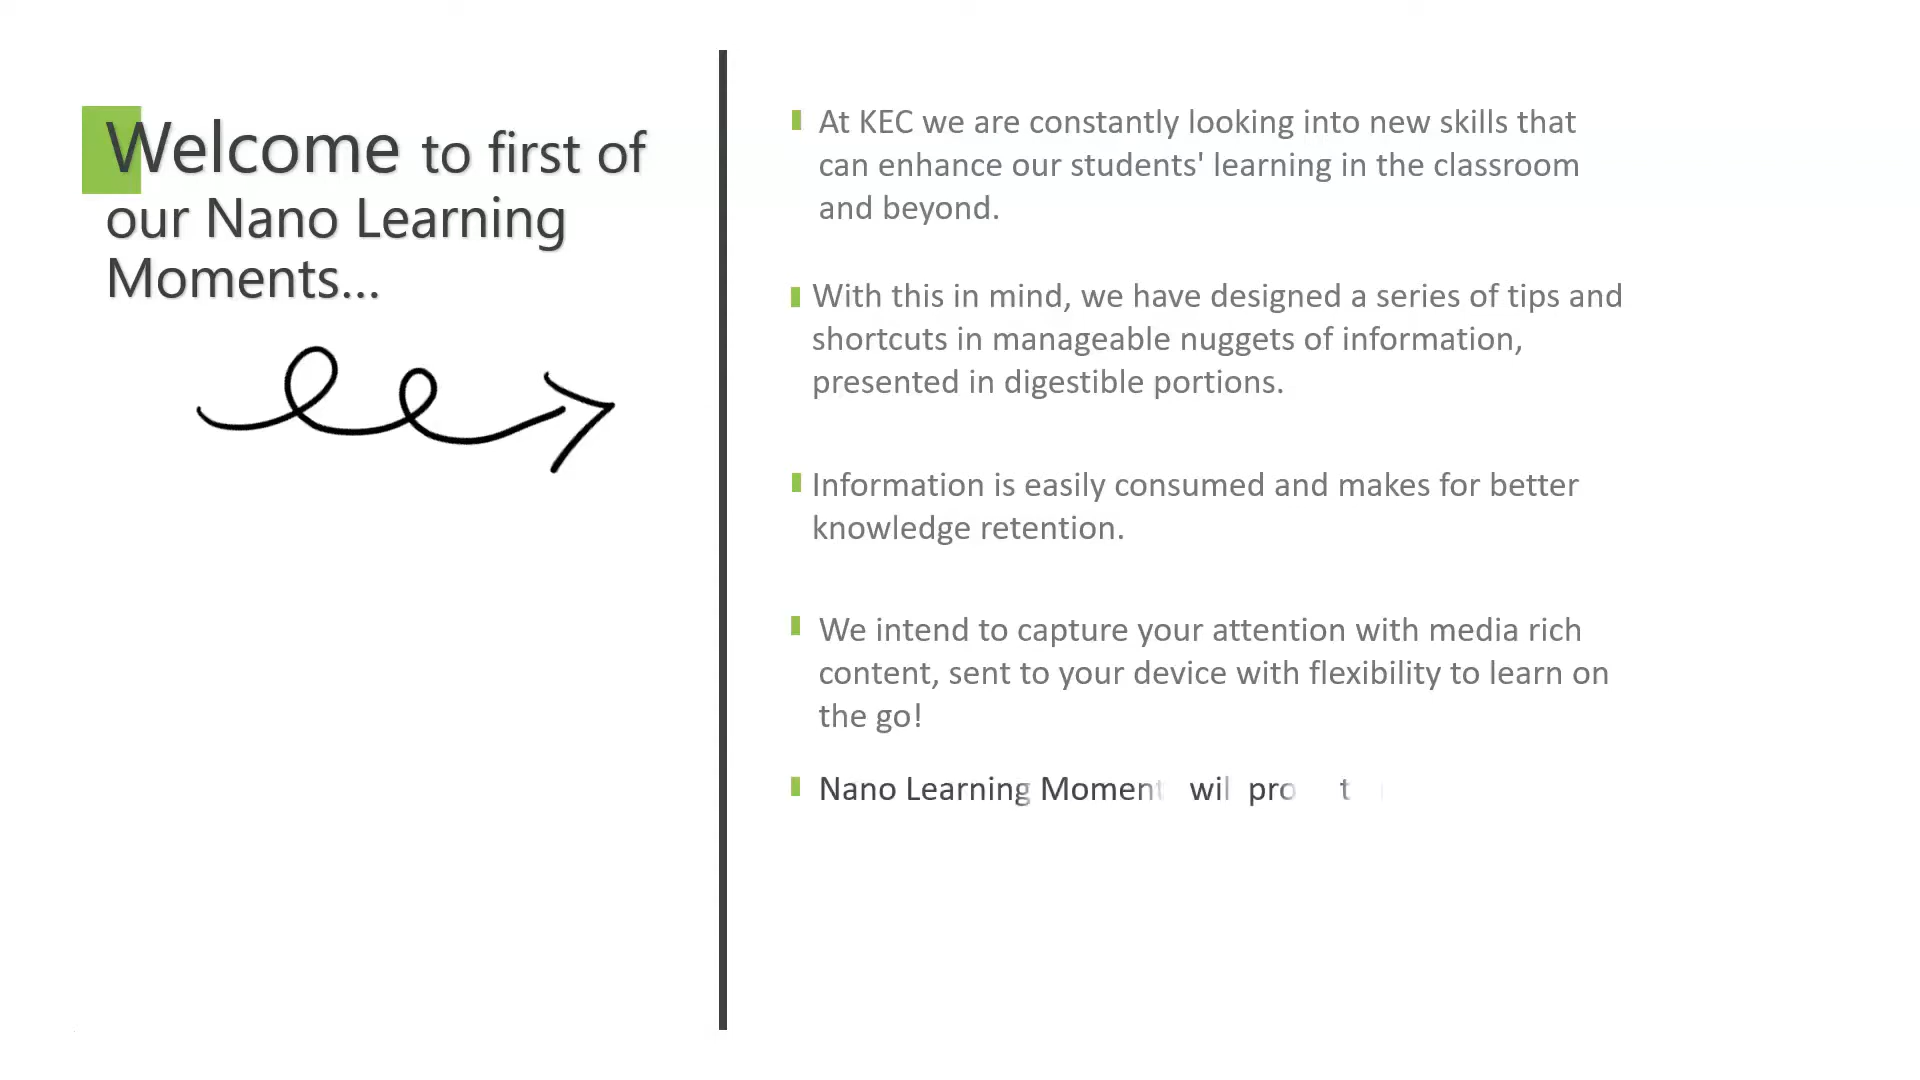 Welcome to first of
our Nano Learning
Moments...
At KEC we are constantly looking into new skills that
can enhance our students' learning in the classroom
and beyond.
With this in mind, we have designed a series of tips and
shortcuts in manageable nuggets of information,
presented in digestible portions.
Information is easily consumed and makes for better
knowledge retention.
We intend to capture your attention with media rich
content, sent to your device with flexibility to learn on
the go!
Nano Learning Moment wil